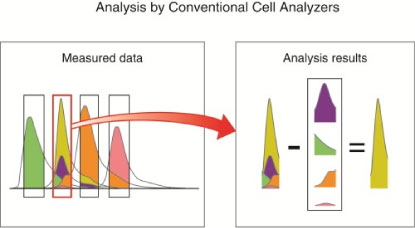 Analysis by Conventional Cell Analyzers
Measured data
Analysis results